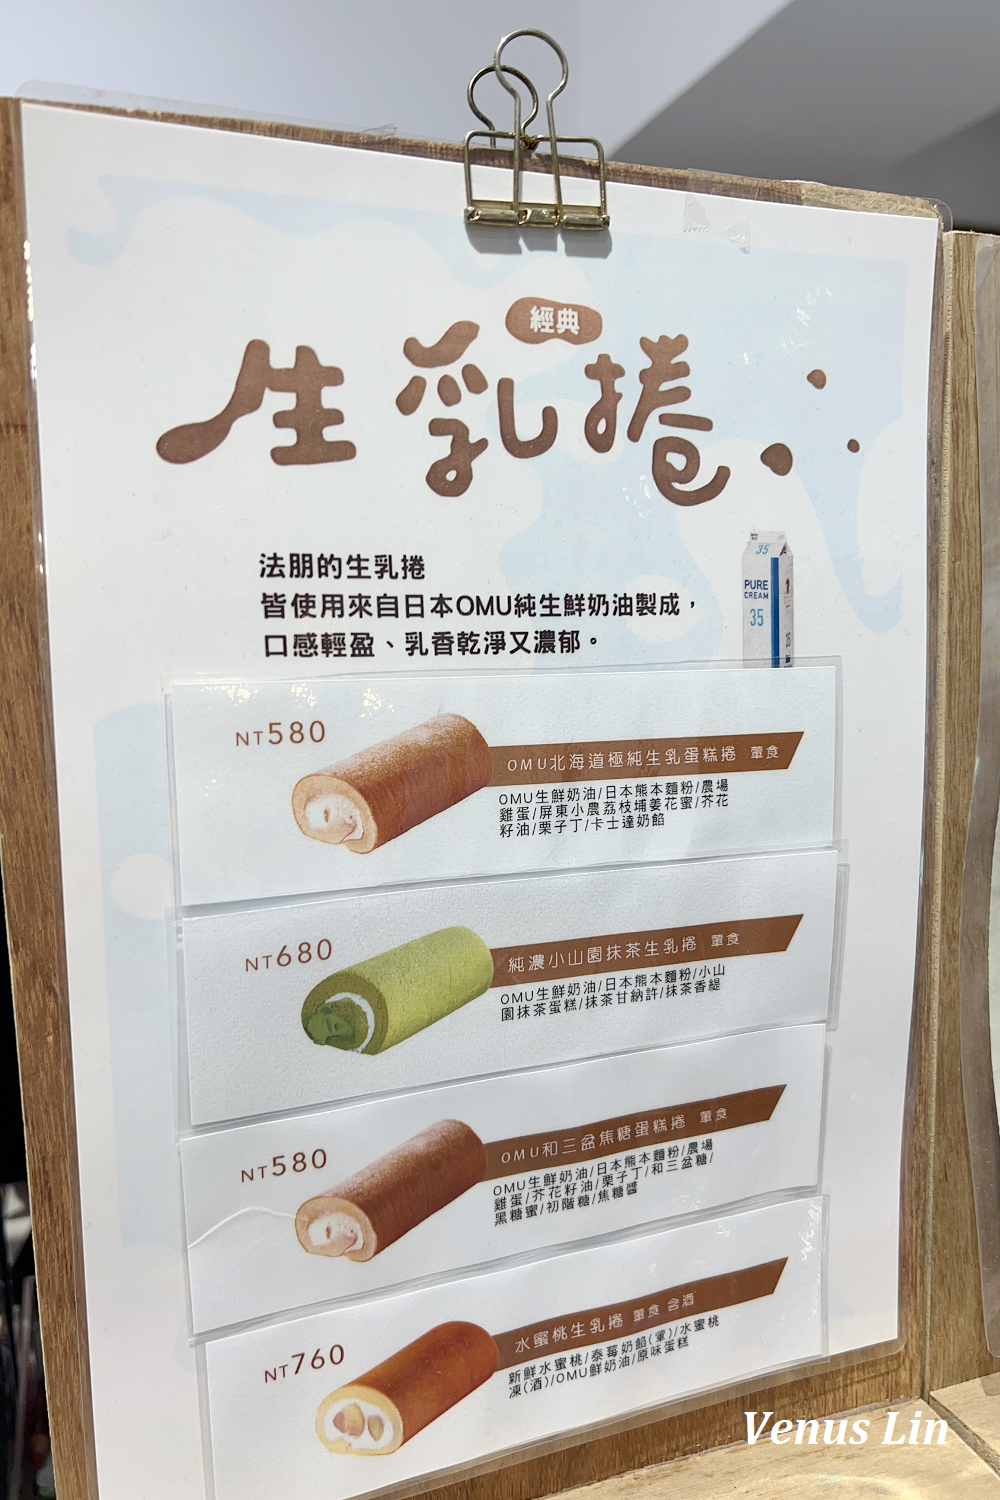 經典
生乳捲
法朋的生乳捲
皆使用來自日本OMU純生鮮奶油製成，
口感輕盈、乳香乾淨又濃郁。
35
PURE
CREAM
35
NT580
OMU北海道極純生乳蛋糕捲 葷食
OMU生鮮奶油/日本熊本麵粉/農場
雞蛋/屏東小農荔枝埔姜花蜜/芥花
籽油/栗子丁/卡士達奶餡
NT680
純濃小山園抹茶生乳捲 葷食
OMU生鮮奶油/日本熊本麵粉/小山
園抹茶蛋糕/抹茶甘納許/抹茶香緹
NT580
OMU和三盆焦糖蛋糕捲 葷食
OMU生鮮奶油/日本熊本麵粉/農場
雞蛋/芥花籽油/栗子丁/和三盆糖/
黑糖蜜/初階糖/焦糖醬
NT760
水蜜桃生乳捲 葷食 含酒
新鮮水蜜桃/泰莓奶餡(葷)/水蜜桃
凍(酒)/OMU鮮奶油/原味蛋糕
Venus Lin